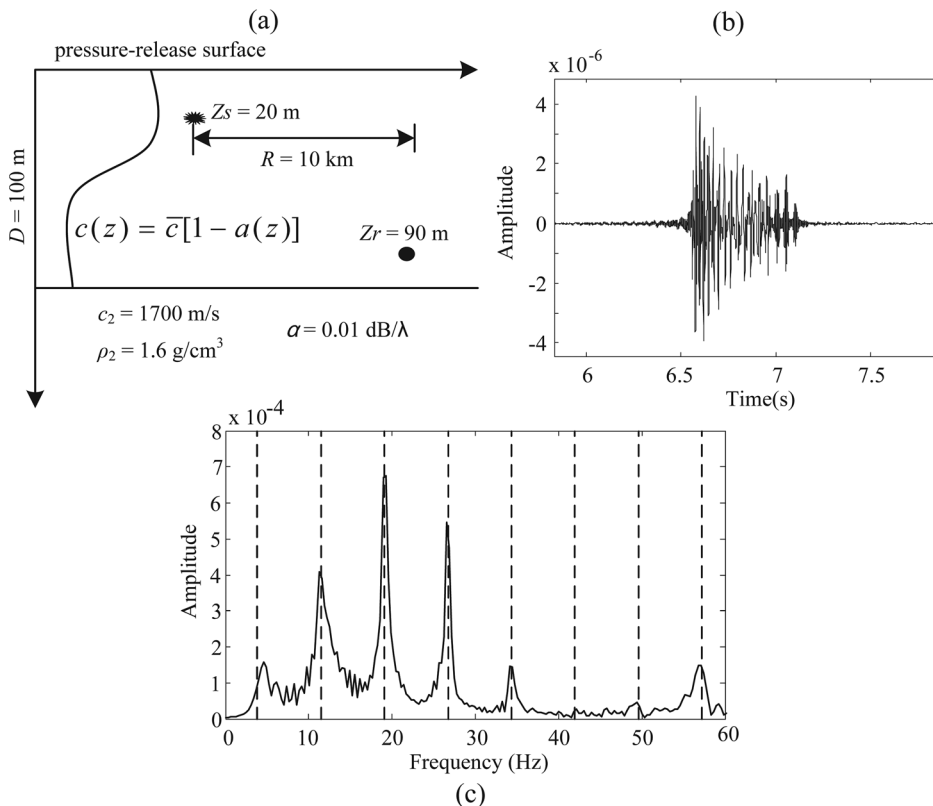 (a)
pressure-release surface
Zs = 20 m
R = 10 km
D = 100 m
c(z) = c̅[1 − a(z)]
Zr = 90 m
c₂ = 1700 m/s
α = 0.01 dB/λ
ρ₂ = 1.6 g/cm³
(b)
x 10⁻⁶
4
2
0
-2
-4
Amplitude
6
6.5
7
7.5
Time(s)
x 10⁻⁴
8
7
6
5
4
3
2
1
0
Amplitude
0
10
20
30
40
50
60
Frequency (Hz)
(c)